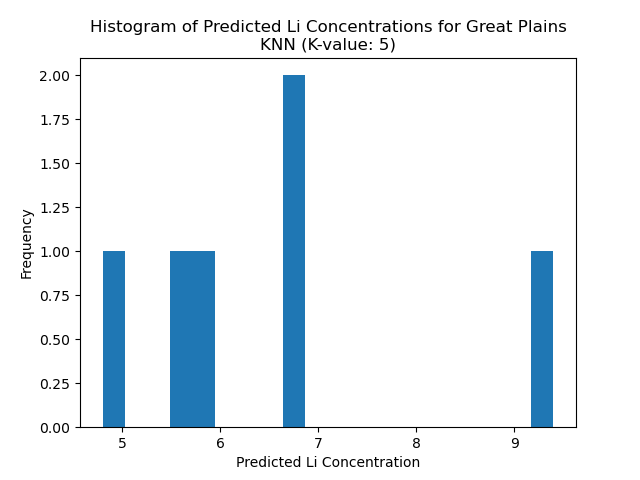 Histogram of Predicted Li Concentrations for Great Plains
KNN (K-value: 5)
2.00
1.75
1.50
1.25
1.00
0.75
0.50
0.25
0.00
Frequency
5 6 7 8 9
Predicted Li Concentration